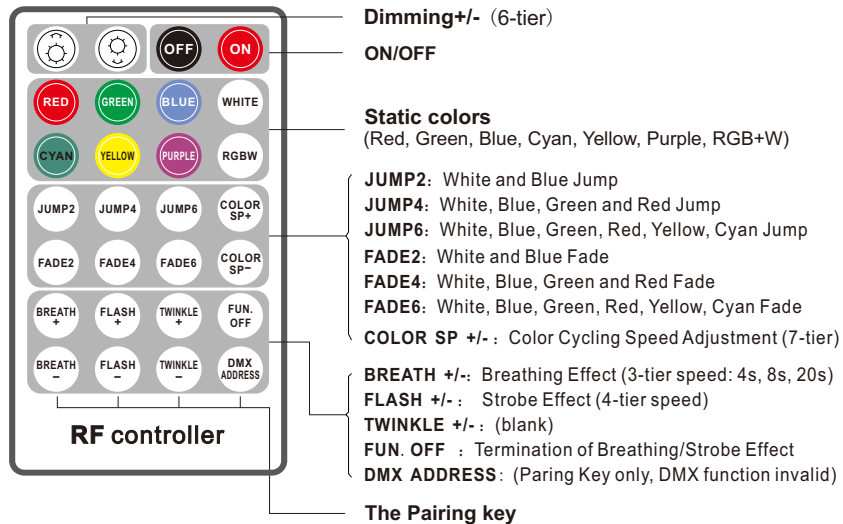 Dimming+/-（6-tier）
OFF ON
ON/OFF
RED GREEN BLUE WHITE
Static colors
(Red, Green, Blue, Cyan, Yellow, Purple, RGB+W)
CYAN YELLOW PURPLE RGBW
JUMP2 JUMP4 JUMP6 COLOR SP+
FADE2 FADE4 FADE6 COLOR SP−
JUMP2：White and Blue Jump
JUMP4：White, Blue, Green and Red Jump
JUMP6：White, Blue, Green, Red, Yellow, Cyan Jump
FADE2：White and Blue Fade
FADE4：White, Blue, Green and Red Fade
FADE6：White, Blue, Green, Red, Yellow, Cyan Fade
COLOR SP +/-：Color Cycling Speed Adjustment (7-tier)
BREATH + FLASH + TWINKLE + FUN. OFF
BREATH − FLASH − TWINKLE − DMX ADDRESS
BREATH +/-：Breathing Effect (3-tier speed: 4s, 8s, 20s)
FLASH +/-： Strobe Effect (4-tier speed)
TWINKLE +/-：(blank)
FUN. OFF ：Termination of Breathing/Strobe Effect
DMX ADDRESS：(Paring Key only, DMX function invalid)
RF controller
The Pairing key